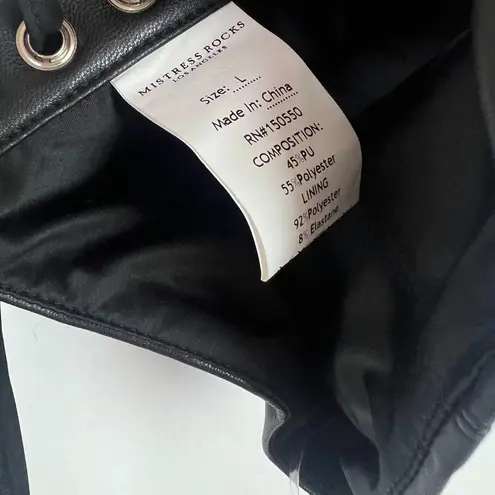 MISTRESS ROCKS
LOS ANGELES
Size: L
Made In: China
RN#150550
COMPOSITION:
45%PU
55%Polyester
LINING
92%Polyester
8% Elastane